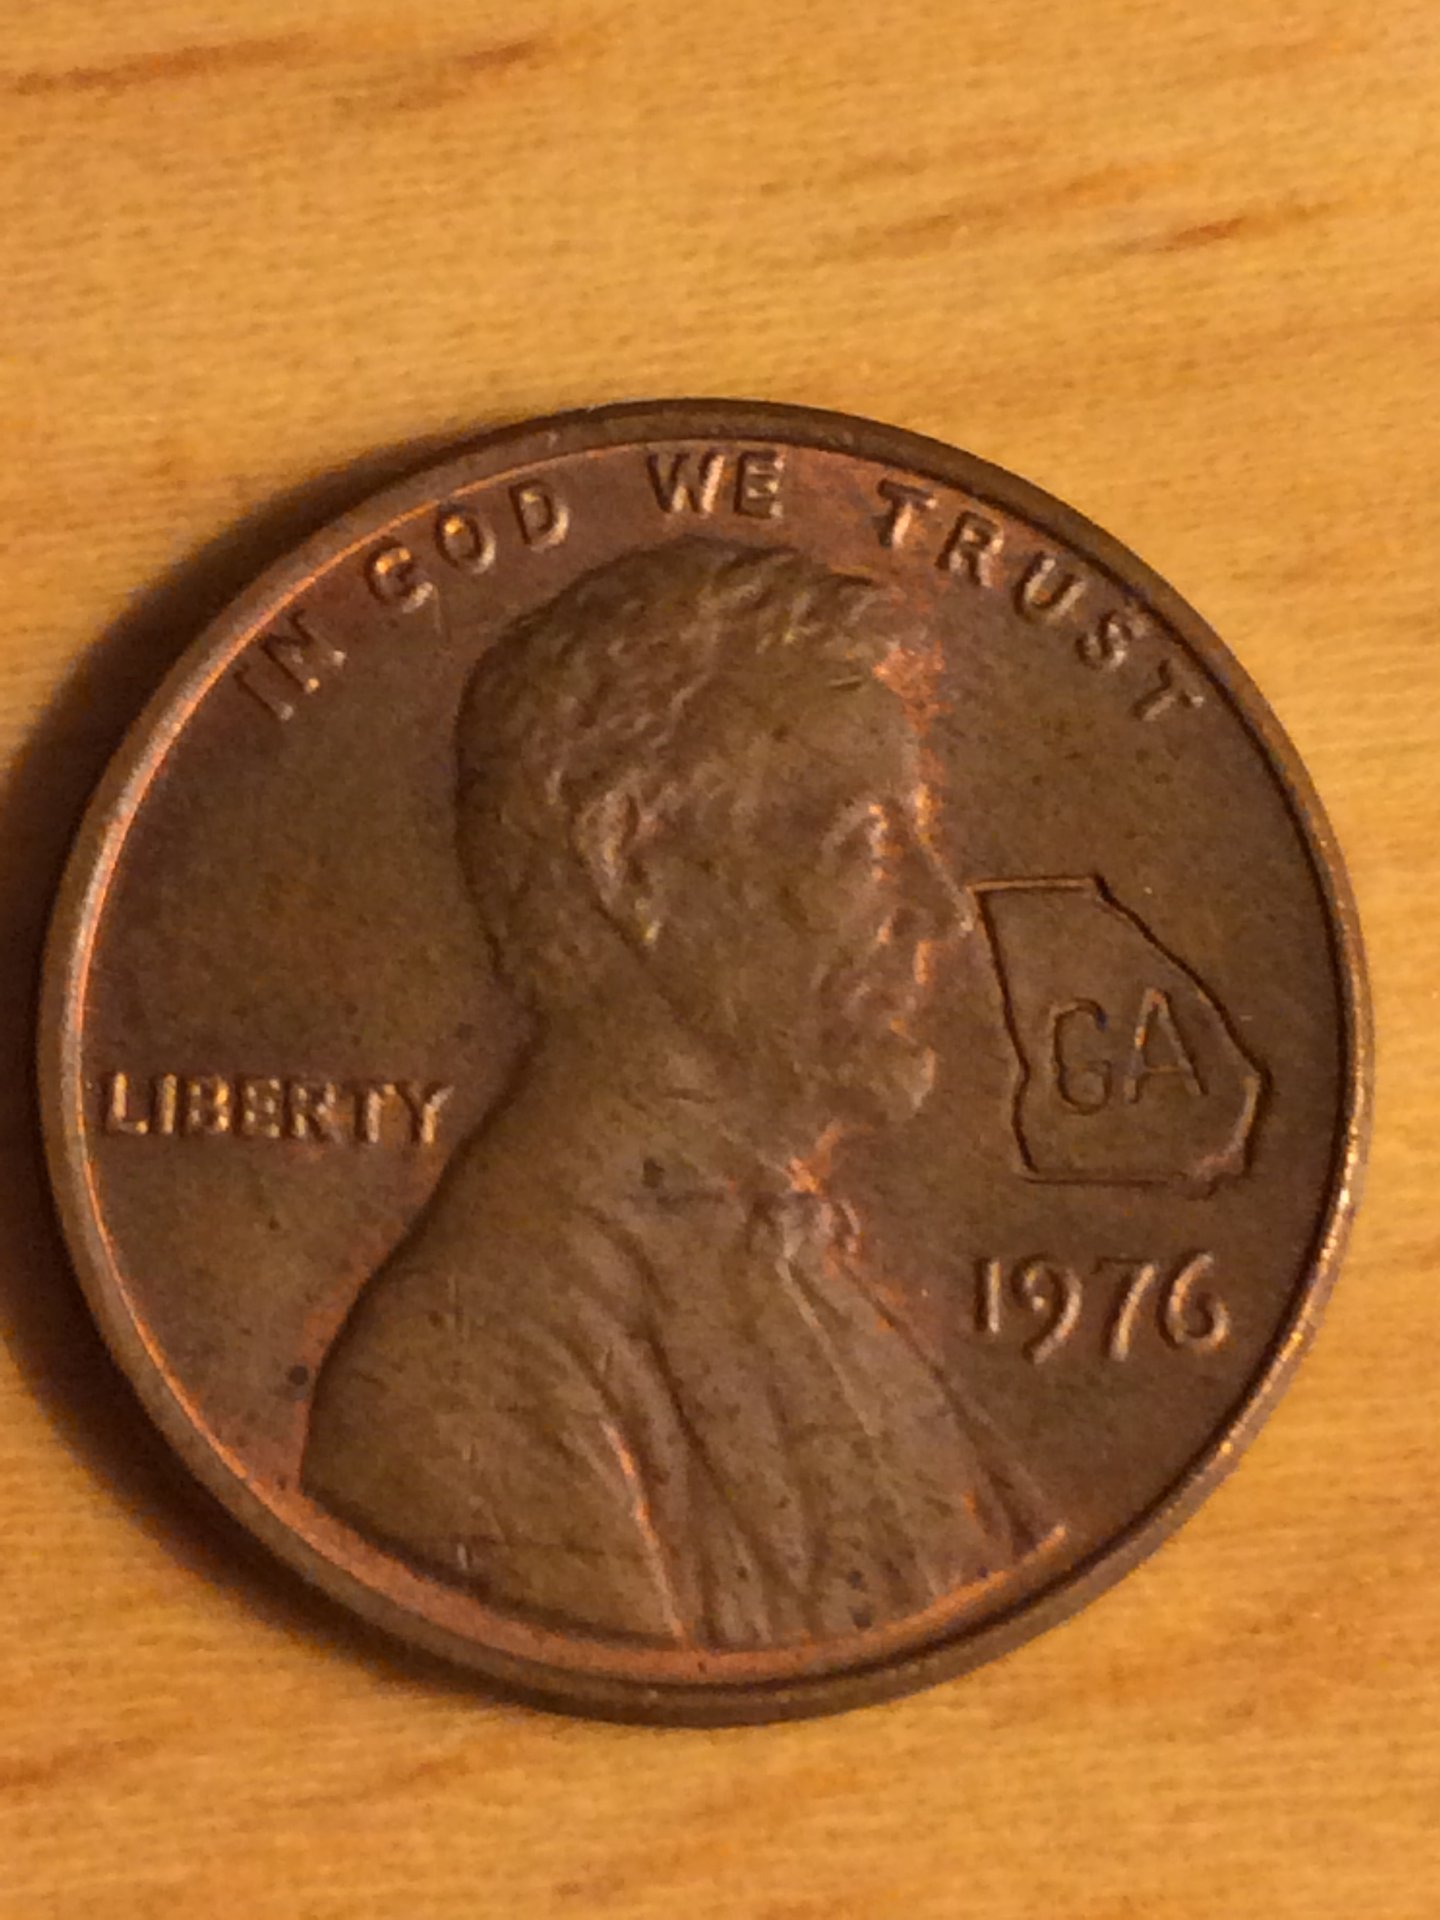 IN GOD WE TRUST
LIBERTY
GA
1976